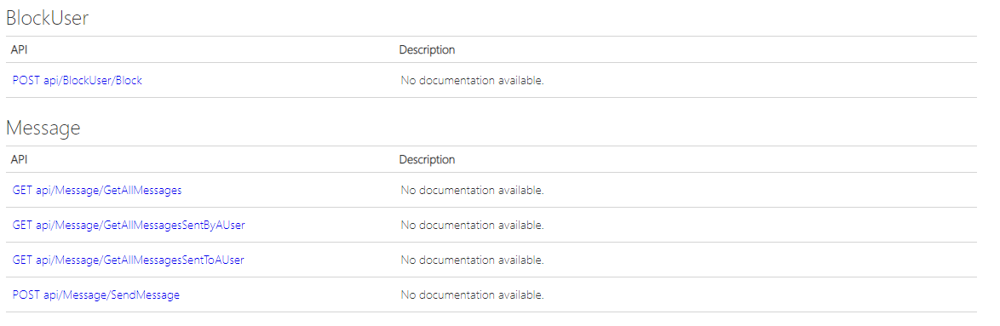 BlockUser
API Description
POST api/BlockUser/Block No documentation available.
Message
API Description
GET api/Message/GetAllMessages No documentation available.
GET api/Message/GetAllMessagesSentByAUser No documentation available.
GET api/Message/GetAllMessagesSentToAUser No documentation available.
POST api/Message/SendMessage No documentation available.